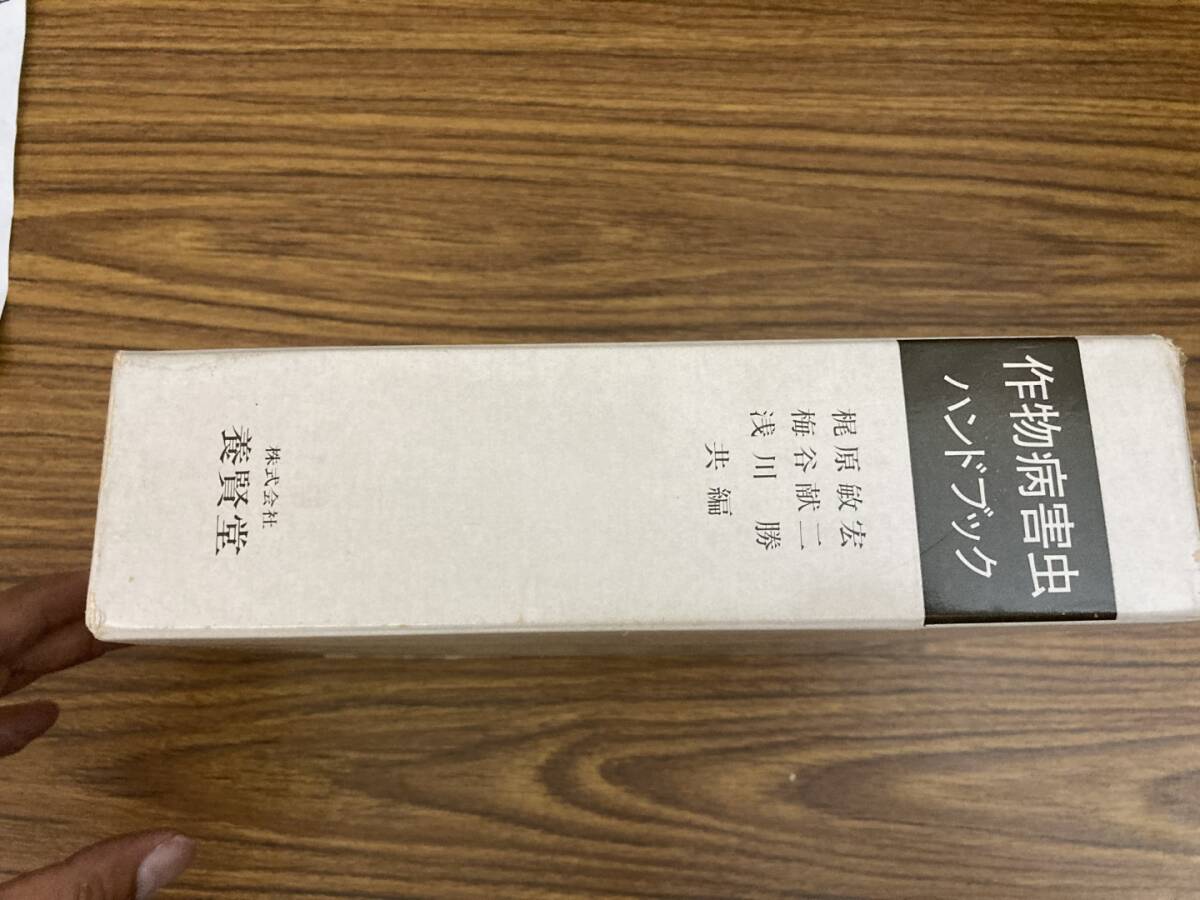 作物病害虫
ハンドブック
梶原敏宏
梅谷献二
浅川勝
共編
株式会社
養賢堂